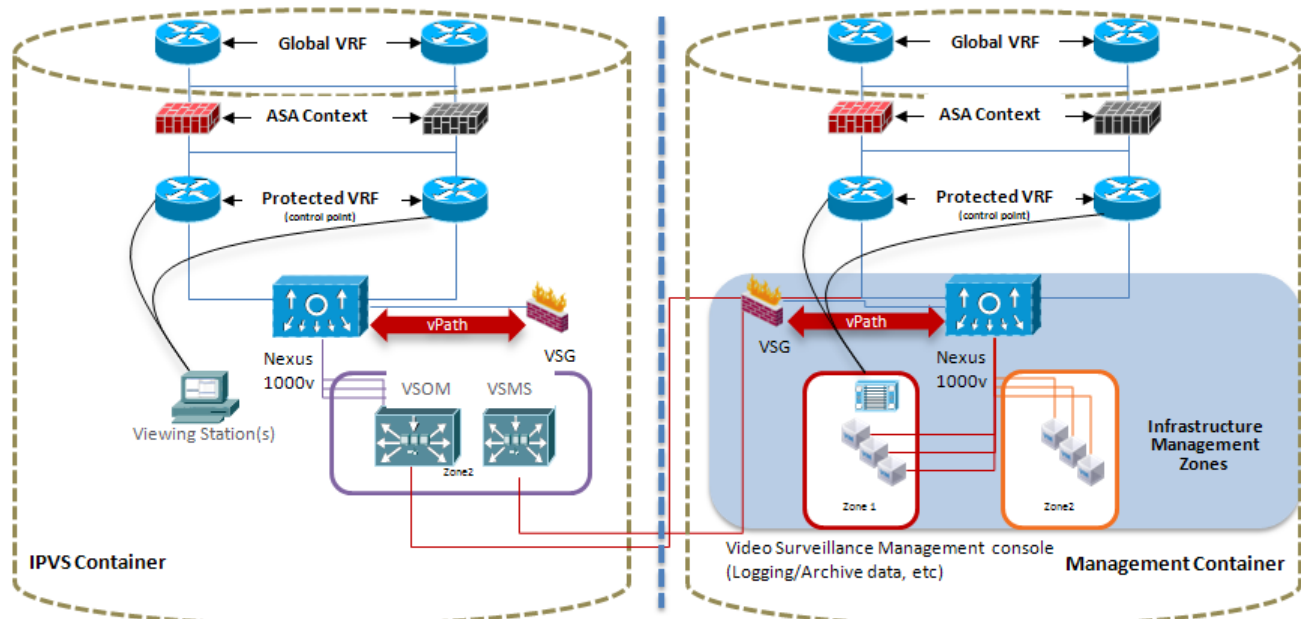 Global VRF
ASA Context
Protected VRF
(control point)
vPath
Nexus
1000v
VSG
VSOM
VSMS
Viewing Station(s)
Zone2
IPVS Container
Global VRF
ASA Context
Protected VRF
(control point)
vPath
VSG
Nexus
1000v
Infrastructure
Management
Zones
Zone 1
Zone2
Video Surveillance Management console
(Logging/Archive data, etc)
Management Container